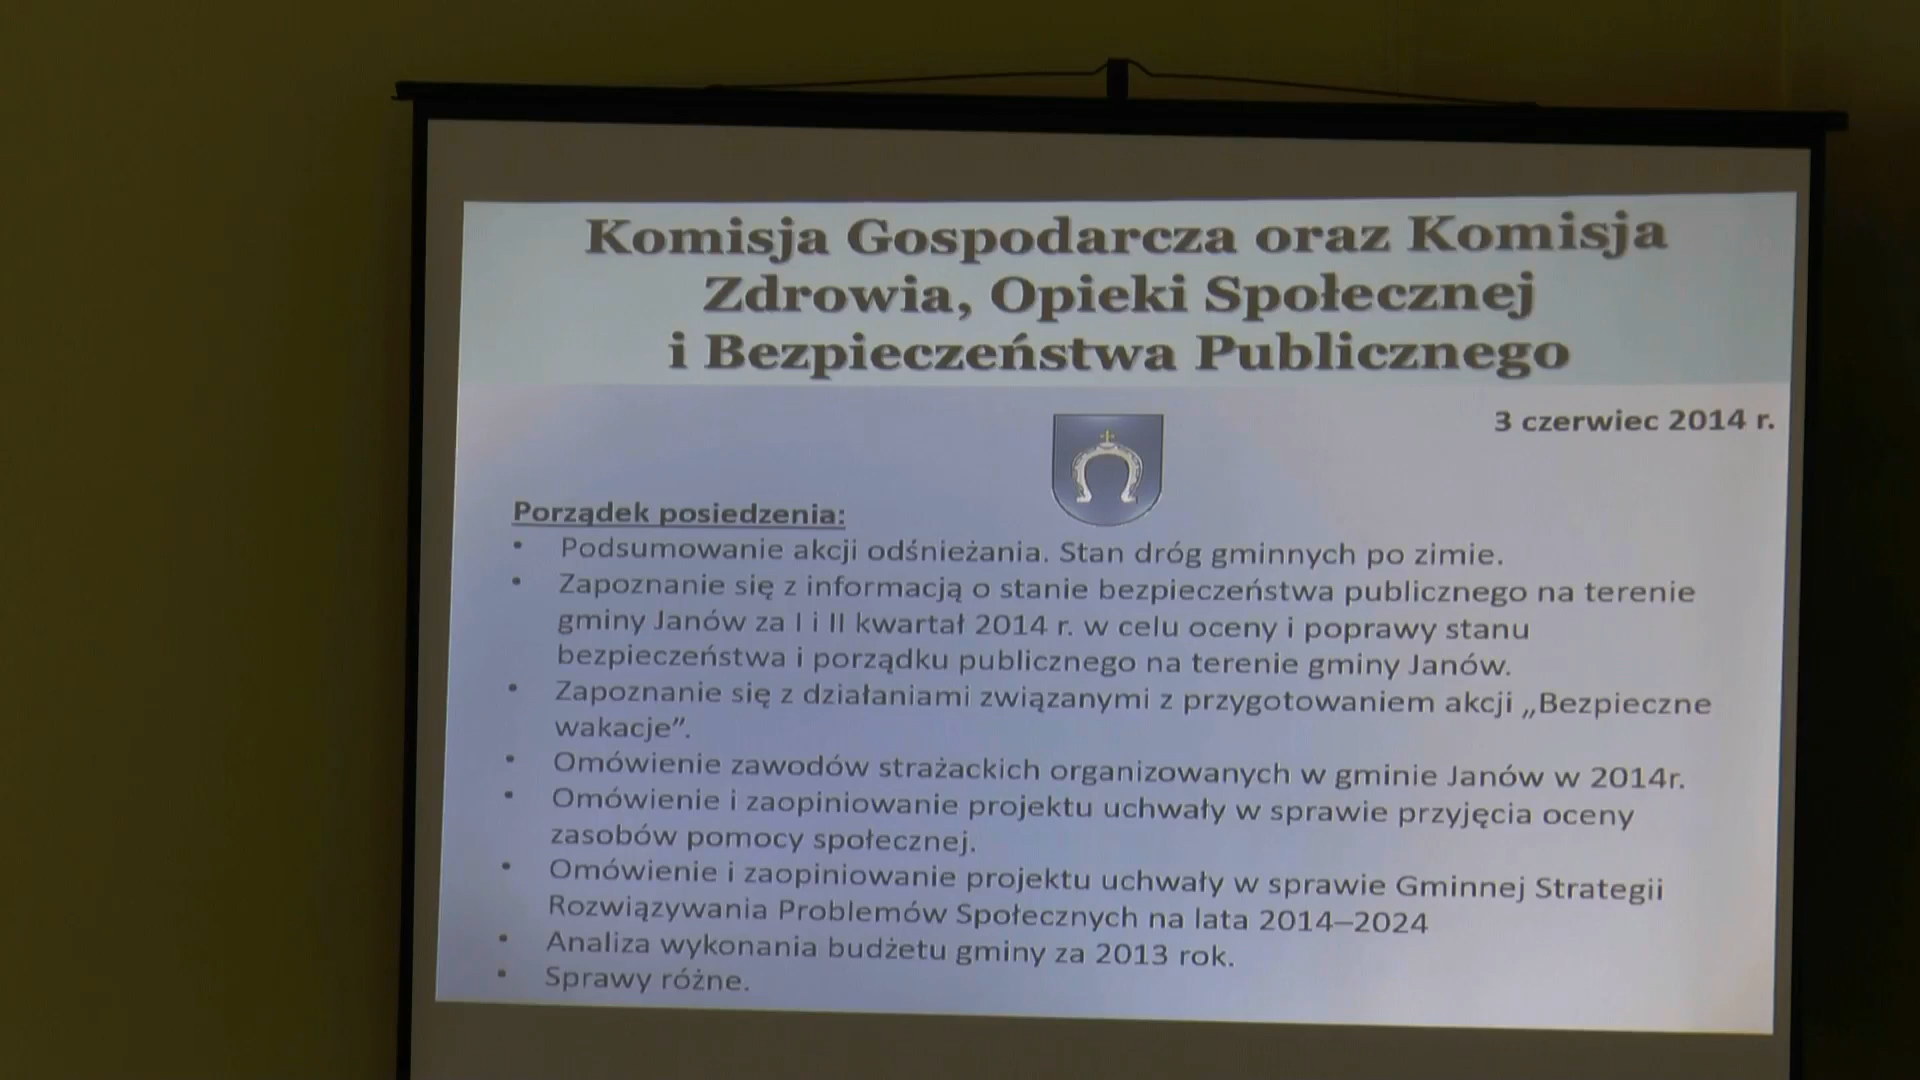 Komisja Gospodarcza oraz Komisja
Zdrowia, Opieki Społecznej
i Bezpieczeństwa Publicznego
3 czerwiec 2014 r.
Porządek posiedzenia:
• Podsumowanie akcji odśnieżania. Stan dróg gminnych po zimie.
• Zapoznanie się z informacją o stanie bezpieczeństwa publicznego na terenie
gminy Janów za I i II kwartał 2014 r. w celu oceny i poprawy stanu
bezpieczeństwa i porządku publicznego na terenie gminy Janów.
• Zapoznanie się z działaniami związanymi z przygotowaniem akcji „Bezpieczne
wakacje”.
• Omówienie zawodów strażackich organizowanych w gminie Janów w 2014r.
• Omówienie i zaopiniowanie projektu uchwały w sprawie przyjęcia oceny
zasobów pomocy społecznej.
• Omówienie i zaopiniowanie projektu uchwały w sprawie Gminnej Strategii
Rozwiązywania Problemów Społecznych na lata 2014–2024
• Analiza wykonania budżetu gminy za 2013 rok.
• Sprawy różne.